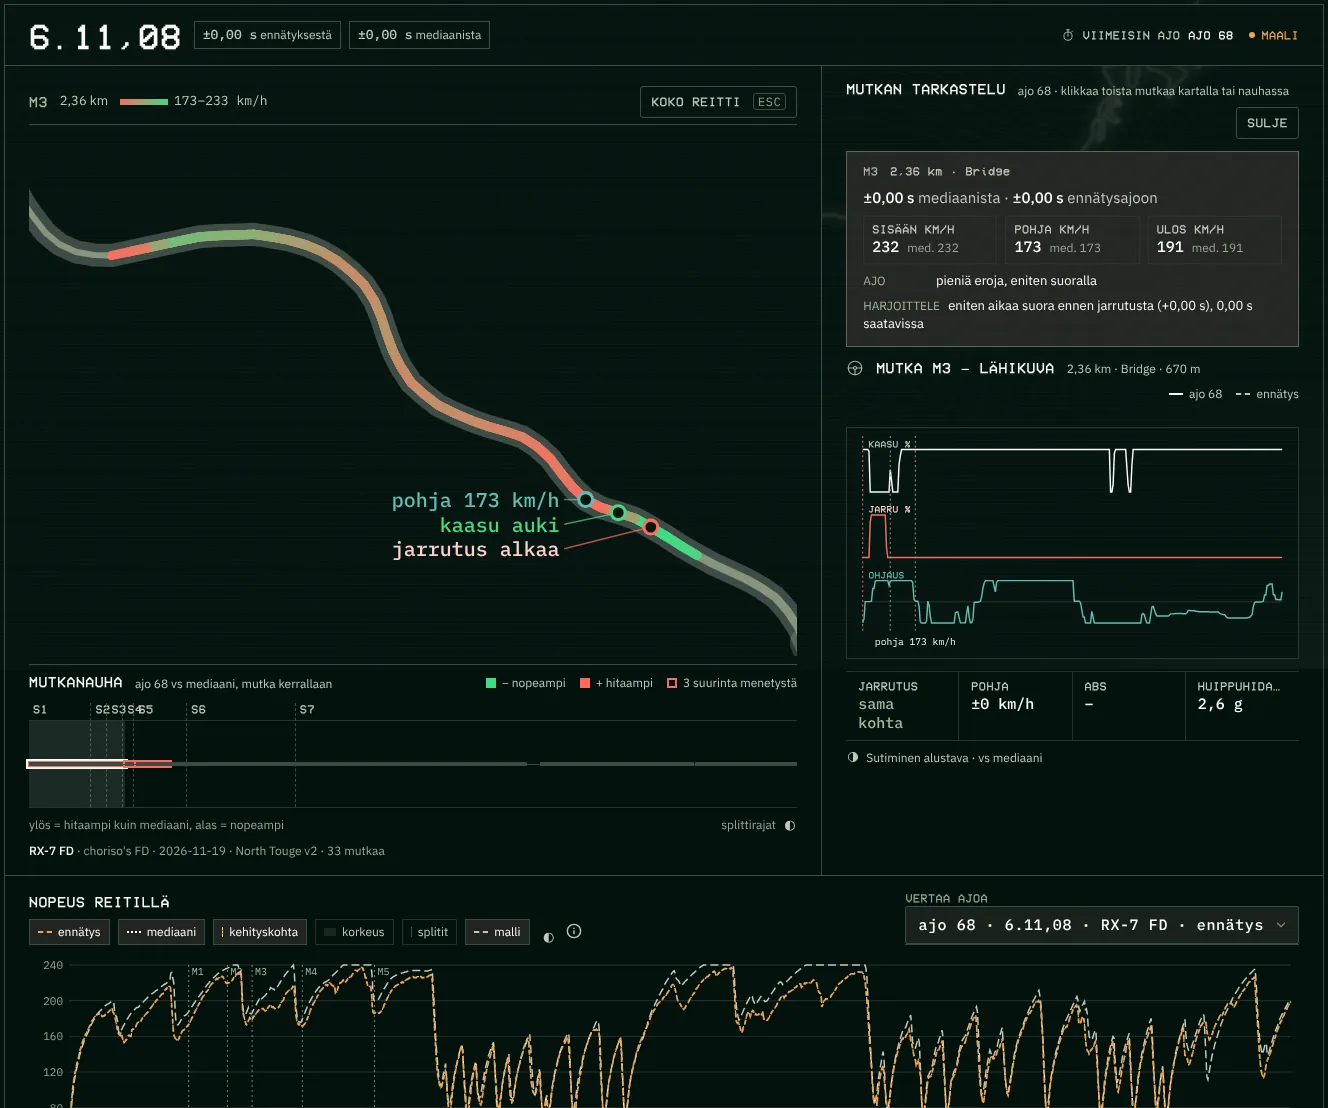 6.11,08
±0,00 s ennätyksestä
±0,00 s mediaanista
VIIMEISIN AJO AJO 68
MAALI
M3 2,36 km 173–233 km/h
KOKO REITTI ESC
pohja 173 km/h
kaasu auki
jarrutus alkaa
MUTKANAUHA ajo 68 vs mediaani, mutka kerrallaan
– nopeampi
+ hitaampi
3 suurinta menetystä
S1 S2 S3 S4 S5 S6 S7
ylös = hitaampi kuin mediaani, alas = nopeampi
splittirajat
RX-7 FD · choriso's FD · 2026-11-19 · North Touge v2 · 33 mutkaa
MUTKAN TARKASTELU ajo 68 · klikkaa toista mutkaa kartalla tai nauhassa
SULJE
M3 2,36 km · Bridge
±0,00 s mediaanista · ±0,00 s ennätysajoon
SISÄÄN KM/H
232 med. 232
POHJA KM/H
173 med. 173
ULOS KM/H
191 med. 191
AJO pieniä eroja, eniten suoralla
HARJOITTELE eniten aikaa suora ennen jarrutusta (+0,00 s), 0,00 s
saatavissa
MUTKA M3 – LÄHIKUVA 2,36 km · Bridge · 670 m
ajo 68
ennätys
KAASU %
JARRU %
OHJAUS
pohja 173 km/h
JARRUTUS
sama
kohta
POHJA
±0 km/h
ABS
–
HUIPPUHIDA…
2,6 g
Sutiminen alustava · vs mediaani
NOPEUS REITILLÄ
ennätys
mediaani
kehityskohta
korkeus
splitit
malli
VERTAA AJOA
ajo 68 · 6.11,08 · RX-7 FD · ennätys
240
200
160
120
80
M1 M3 M4 M5